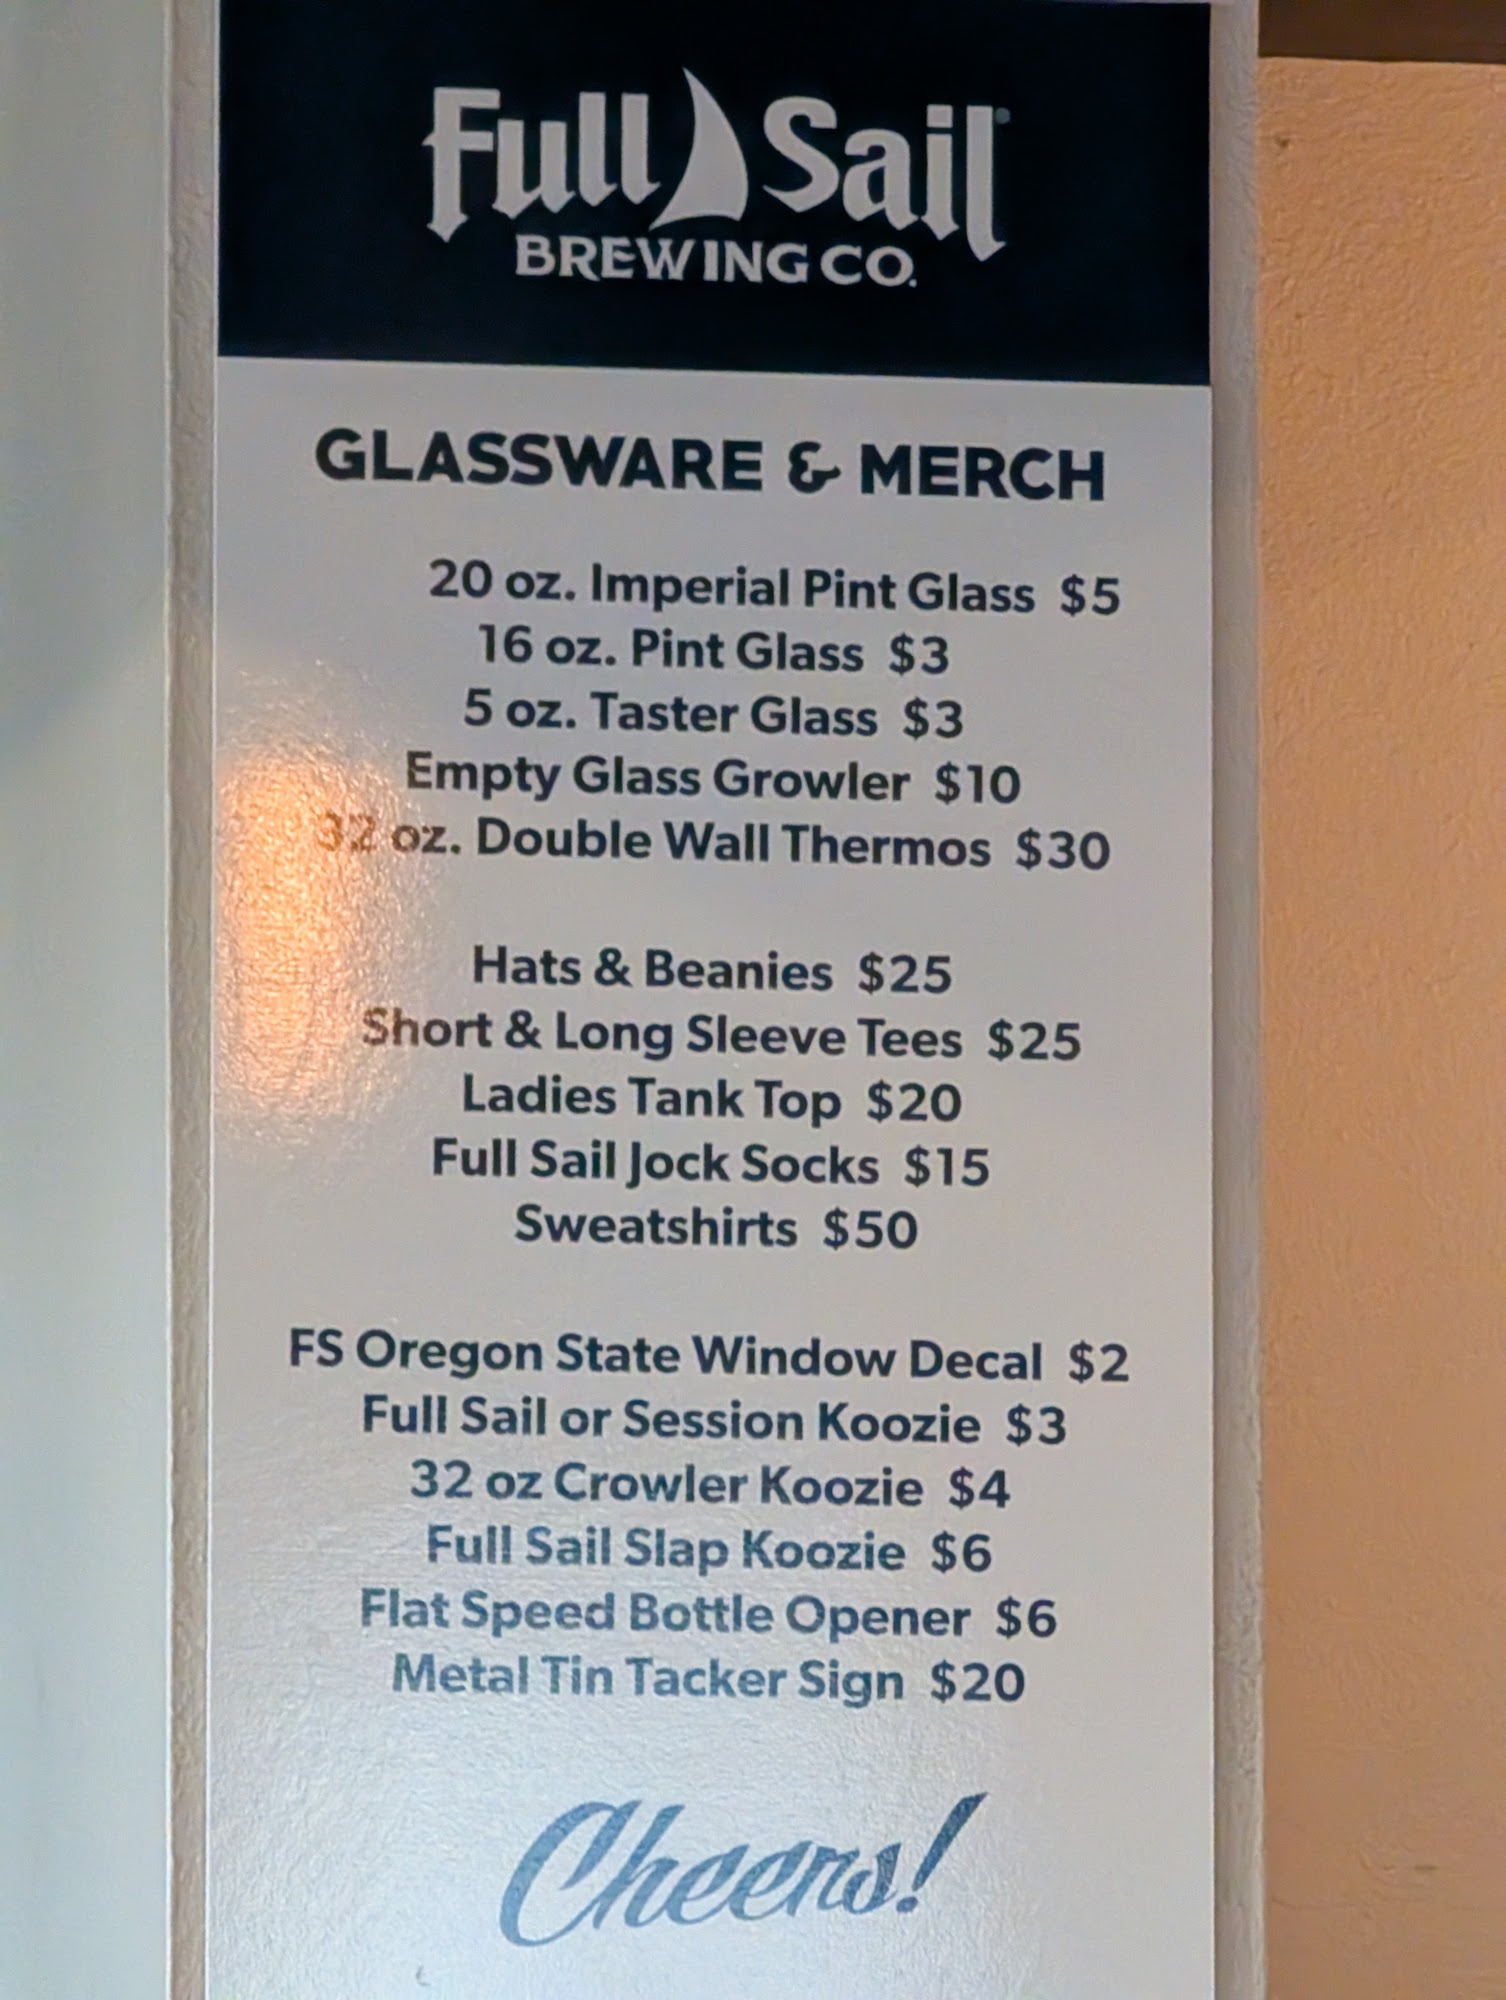 Full Sail®
BREWING CO.
GLASSWARE & MERCH
20 oz. Imperial Pint Glass $5
16 oz. Pint Glass $3
5 oz. Taster Glass $3
Empty Glass Growler $10
32 oz. Double Wall Thermos $30
Hats & Beanies $25
Short & Long Sleeve Tees $25
Ladies Tank Top $20
Full Sail Jock Socks $15
Sweatshirts $50
FS Oregon State Window Decal $2
Full Sail or Session Koozie $3
32 oz Crowler Koozie $4
Full Sail Slap Koozie $6
Flat Speed Bottle Opener $6
Metal Tin Tacker Sign $20
Cheers!